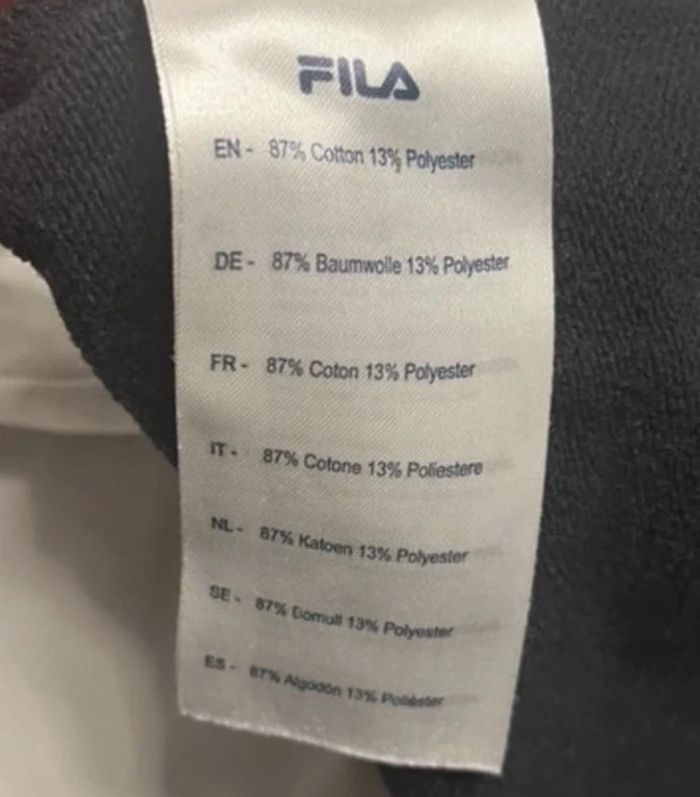 FILA
EN - 87% Cotton 13% Polyester
DE - 87% Baumwolle 13% Polyester
FR - 87% Coton 13% Polyester
IT - 87% Cotone 13% Poliestere
NL - 87% Katoen 13% Polyester
SE - 87% Bomull 13% Polyester
ES - 87% Algodón 13% Poliéster